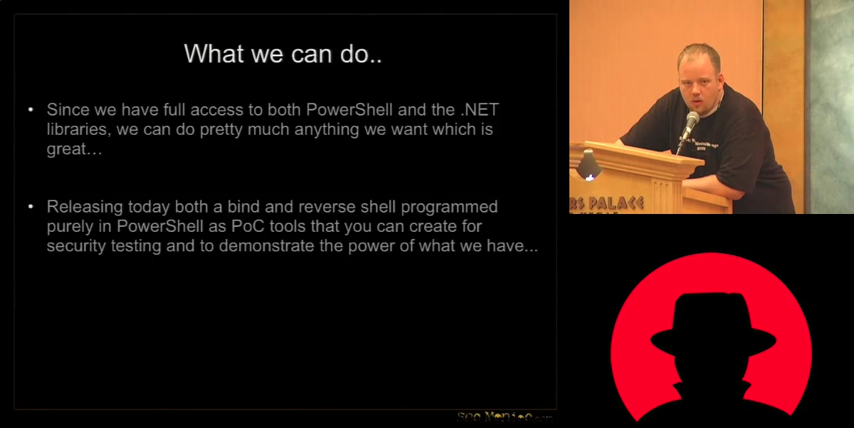 What we can do..
• Since we have full access to both PowerShell and the .NET
libraries, we can do pretty much anything we want which is
great…
• Releasing today both a bind and reverse shell programmed
purely in PowerShell as PoC tools that you can create for
security testing and to demonstrate the power of what we have...
RS PALACE